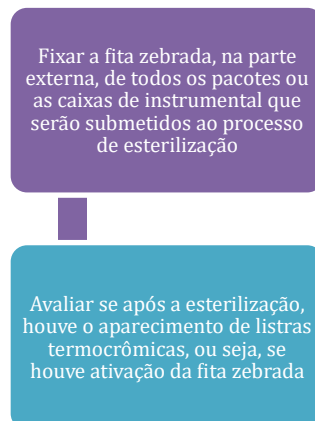 Fixar a fita zebrada, na parte
externa, de todos os pacotes ou
as caixas de instrumental que
serão submetidos ao processo
de esterilização
Avaliar se após a esterilização,
houve o aparecimento de listras
termocrômicas, ou seja, se
houve ativação da fita zebrada